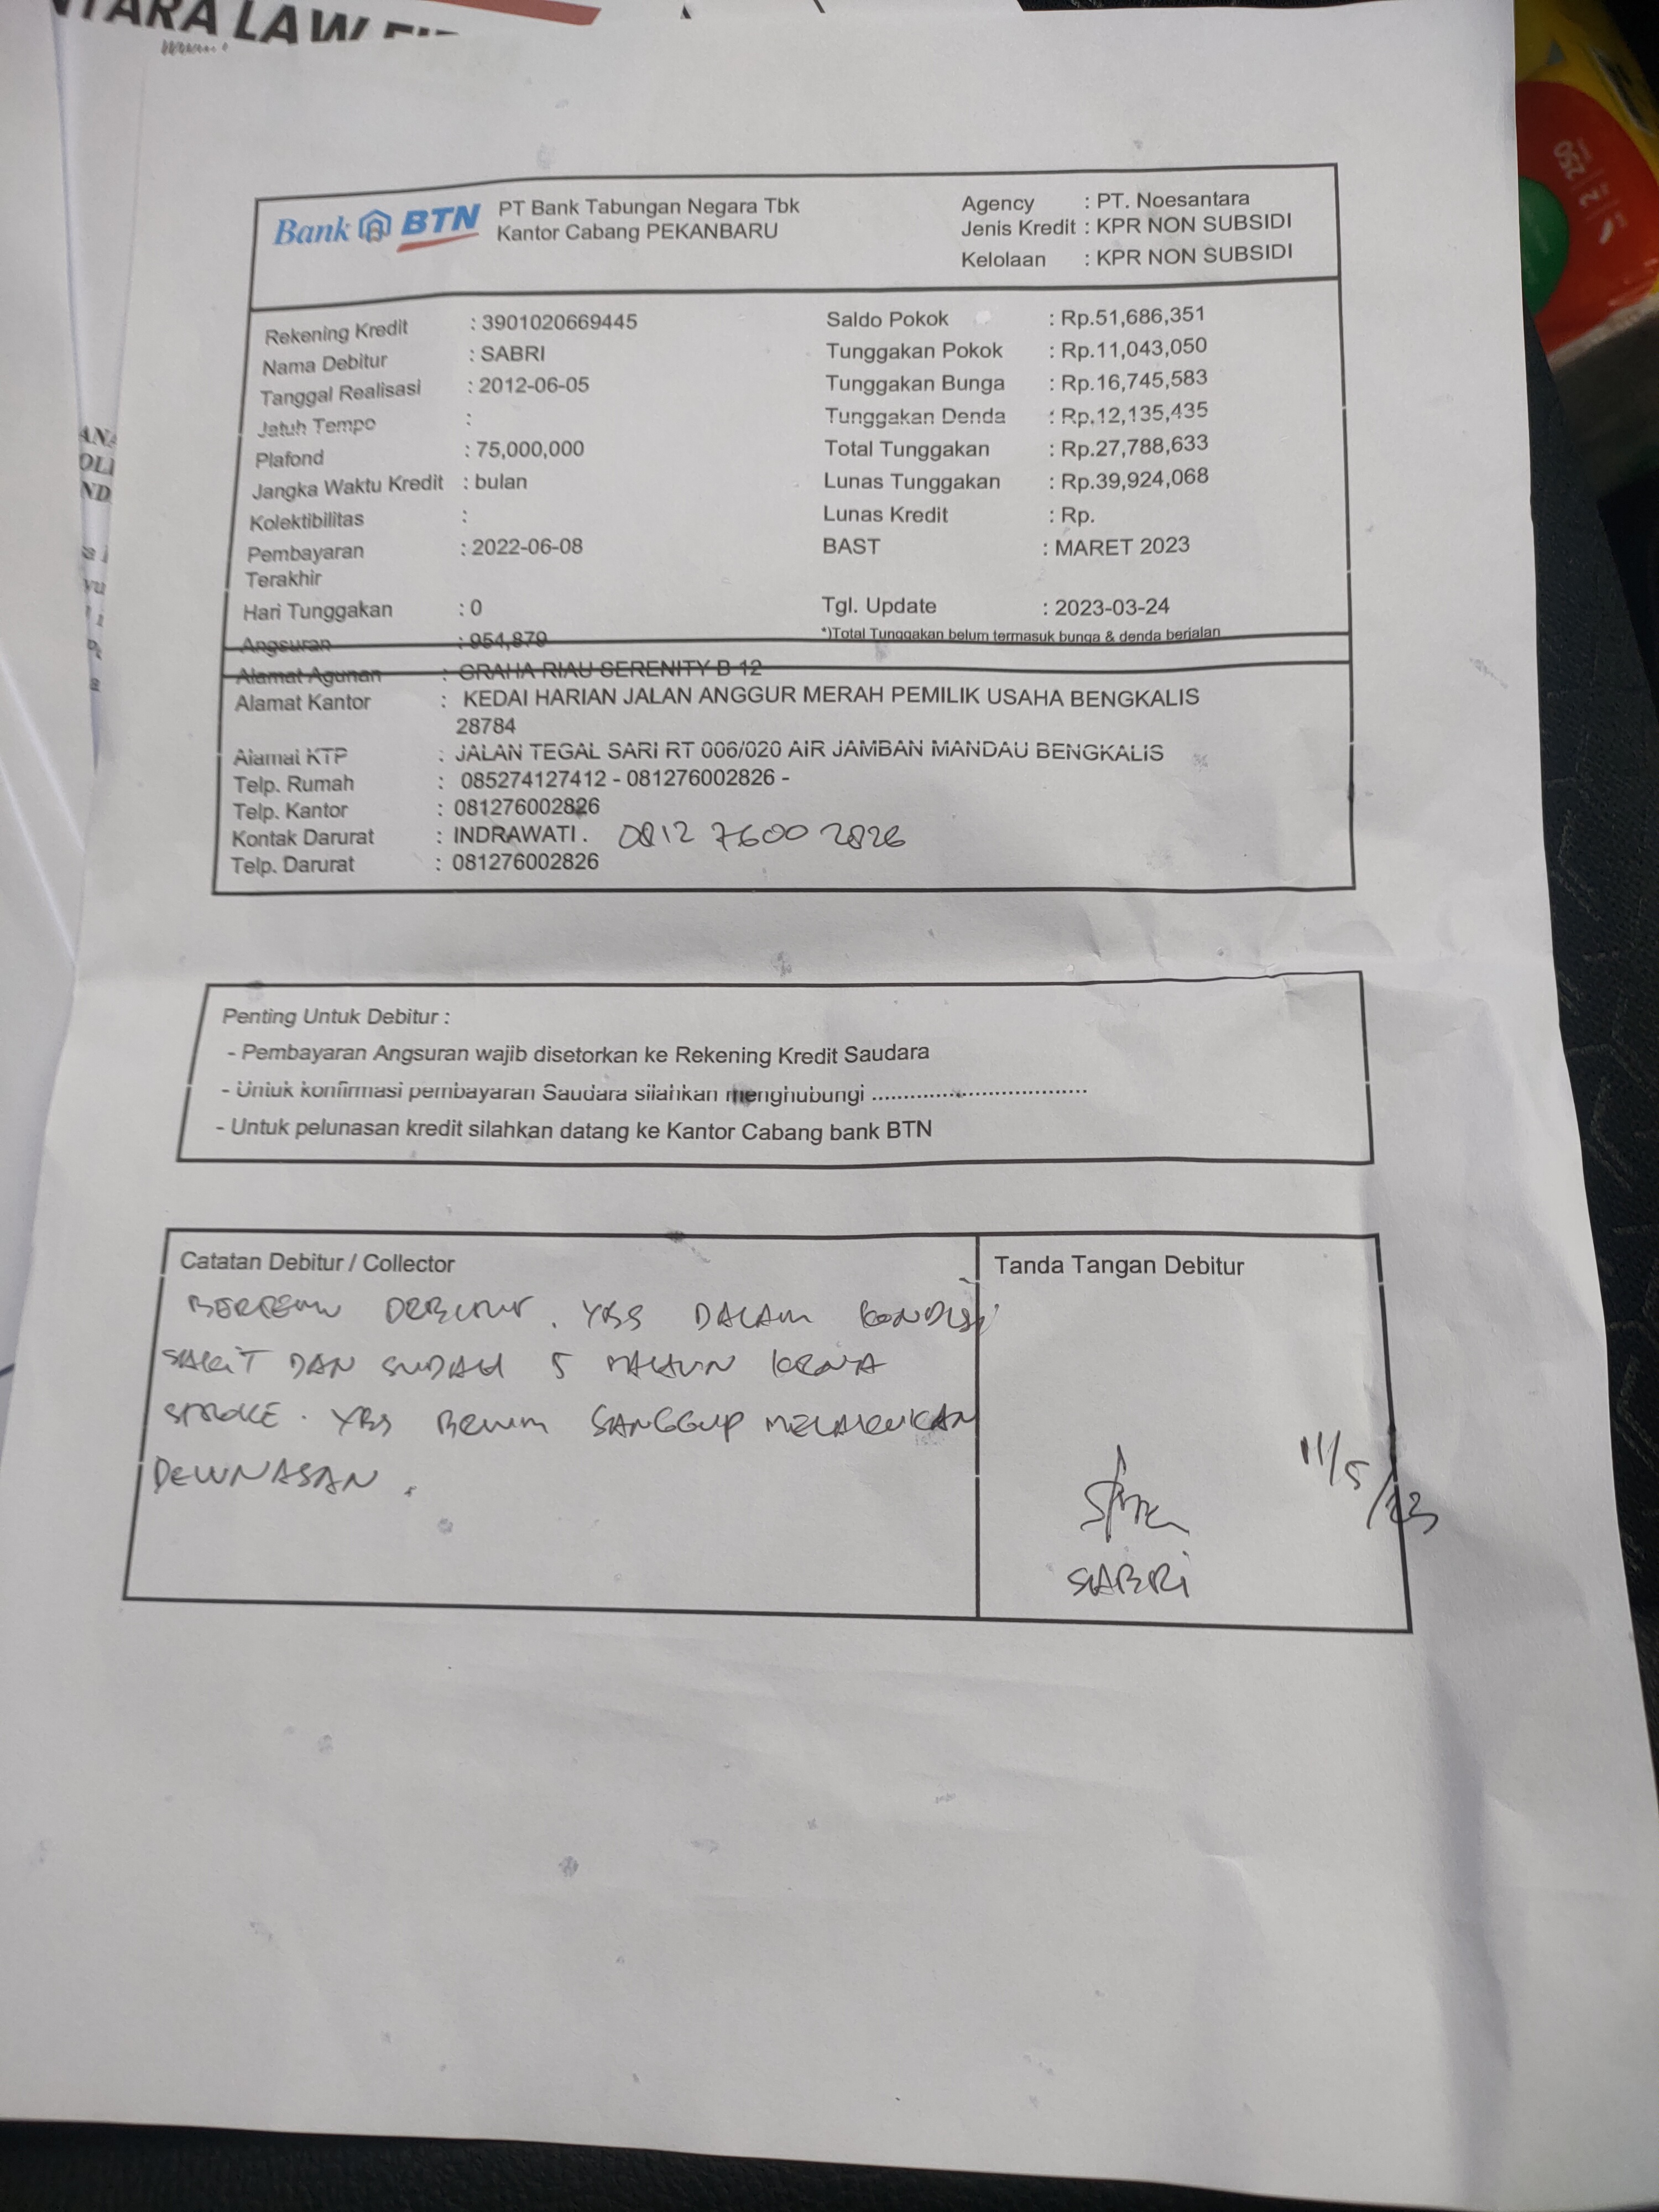 TARA LAW
Bank BTN
PT Bank Tabungan Negara Tbk
Kantor Cabang PEKANBARU
Agency : PT. Noesantara
Jenis Kredit : KPR NON SUBSIDI
Kelolaan : KPR NON SUBSIDI
Rekening Kredit : 3901020669445
Nama Debitur : SABRI
Tanggal Realisasi : 2012-06-05
Jatuh Tempo :
Plafond : 75,000,000
Jangka Waktu Kredit : bulan
Kolektibilitas :
Pembayaran Terakhir : 2022-06-08
Hari Tunggakan : 0
Angsuran : 954,879
Saldo Pokok : Rp.51,686,351
Tunggakan Pokok : Rp.11,043,050
Tunggakan Bunga : Rp.16,745,583
Tunggakan Denda : Rp.12,135,435
Total Tunggakan : Rp.27,788,633
Lunas Tunggakan : Rp.39,924,068
Lunas Kredit : Rp.
BAST : MARET 2023
Tgl. Update : 2023-03-24
*)Total Tunggakan belum termasuk bunga & denda berjalan
Alamat Agunan : GRAHA RIAU SERENITY B-12
Alamat Kantor : KEDAI HARIAN JALAN ANGGUR MERAH PEMILIK USAHA BENGKALIS
28784
Alamat KTP : JALAN TEGAL SARI RT 006/020 AIR JAMBAN MANDAU BENGKALIS
Telp. Rumah : 085274127412 - 081276002826 -
Telp. Kantor : 081276002826
Kontak Darurat : INDRAWATI. 0812 7600 2826
Telp. Darurat : 081276002826
Penting Untuk Debitur :
- Pembayaran Angsuran wajib disetorkan ke Rekening Kredit Saudara
- Untuk konfirmasi pembayaran Saudara silahkan menghubungi ..................................
- Untuk pelunasan kredit silahkan datang ke Kantor Cabang bank BTN
Catatan Debitur / Collector
BERTEMU DEBITUR. YBS DALAM KONDISI
SAKIT DAN SUDAH 5 TAHUN KENA
STROKE. YBS BELUM SANGGUP MELAKUKAN
PELUNASAN.
Tanda Tangan Debitur
11/5/23
SABRI